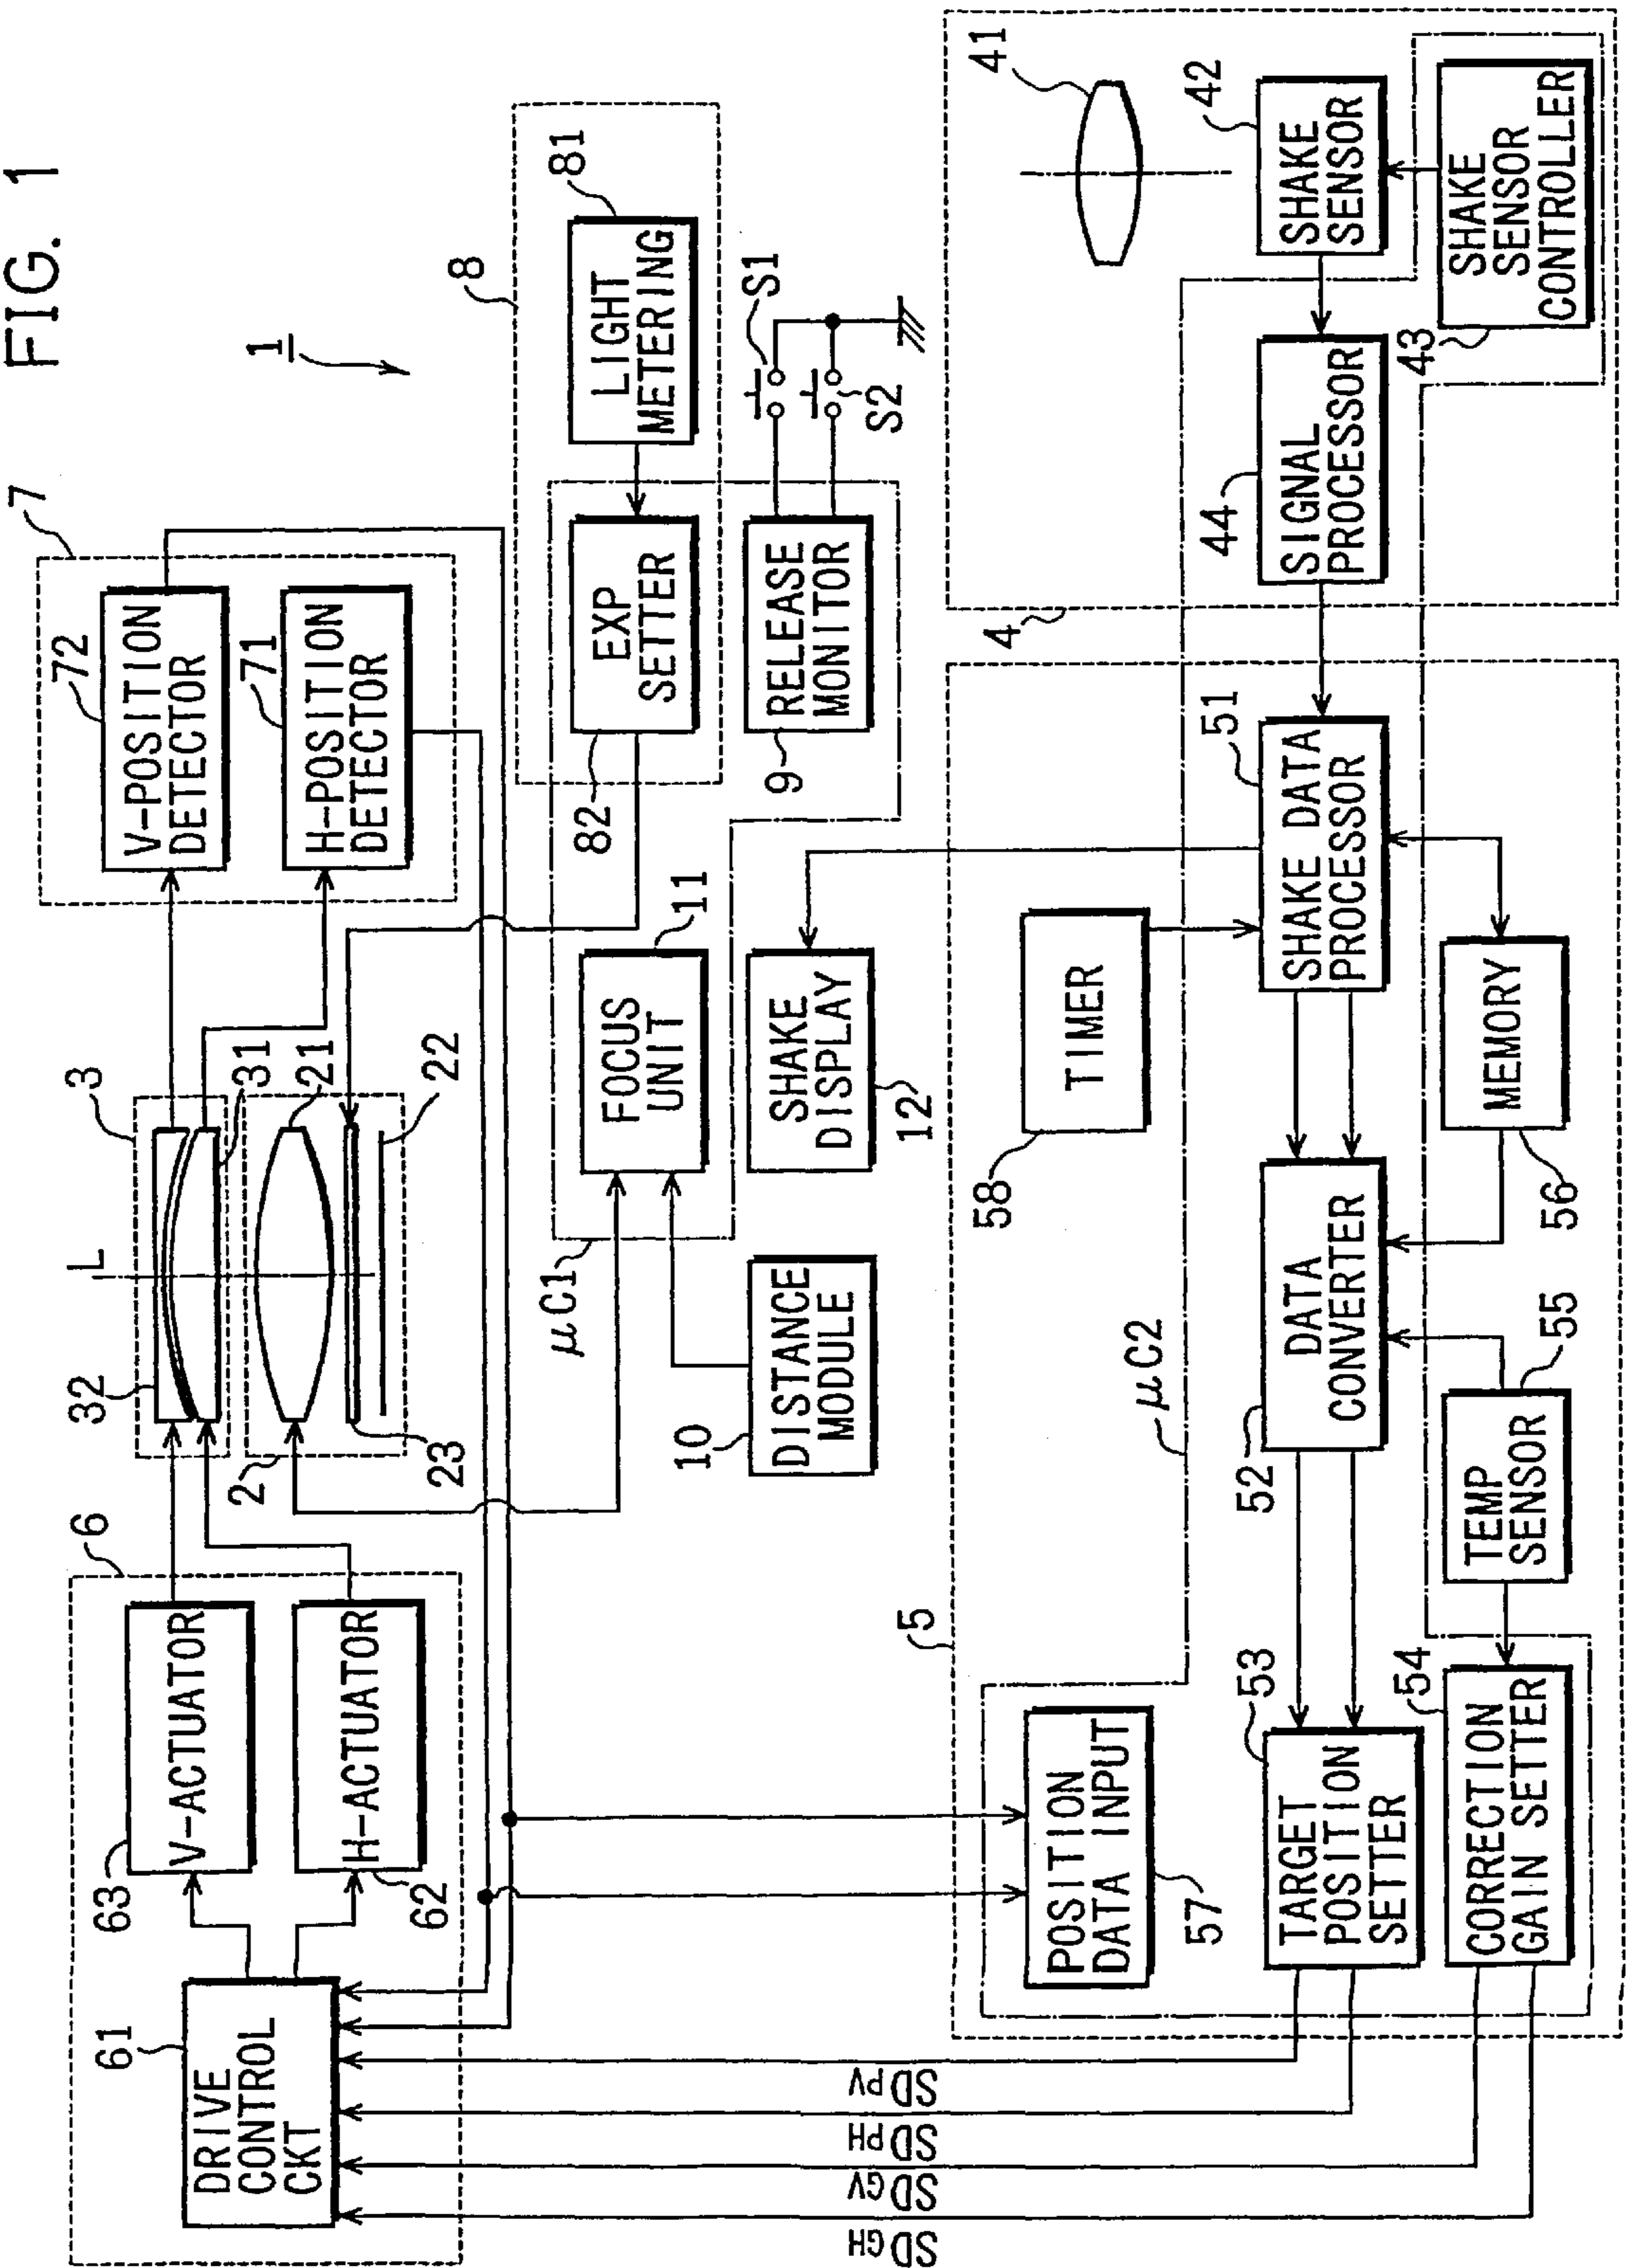 FIG. 1
1
7
72
V-POSITION
DETECTOR
71
H-POSITION
DETECTOR
3
31
32
L
21
22
23
2
6
63
V-ACTUATOR
62
H-ACTUATOR
61
DRIVE
CONTROL
CKT
8
81
LIGHT
METERING
82
EXP
SETTER
S1
S2
9
RELEASE
MONITOR
11
FOCUS
UNIT
12
SHAKE
DISPLAY
μC1
10
DISTANCE
MODULE
41
42
SHAKE
SENSOR
43
SHAKE
SENSOR
CONTROLLER
44
SIGNAL
PROCESSOR
4
51
SHAKE DATA
PROCESSOR
58
TIMER
56
MEMORY
52
DATA
CONVERTER
55
TEMP
SENSOR
μC2
5
53
TARGET
POSITION
SETTER
54
CORRECTION
GAIN SETTER
57
POSITION
DATA INPUT
SDPV
SDPH
SDGV
SDGH